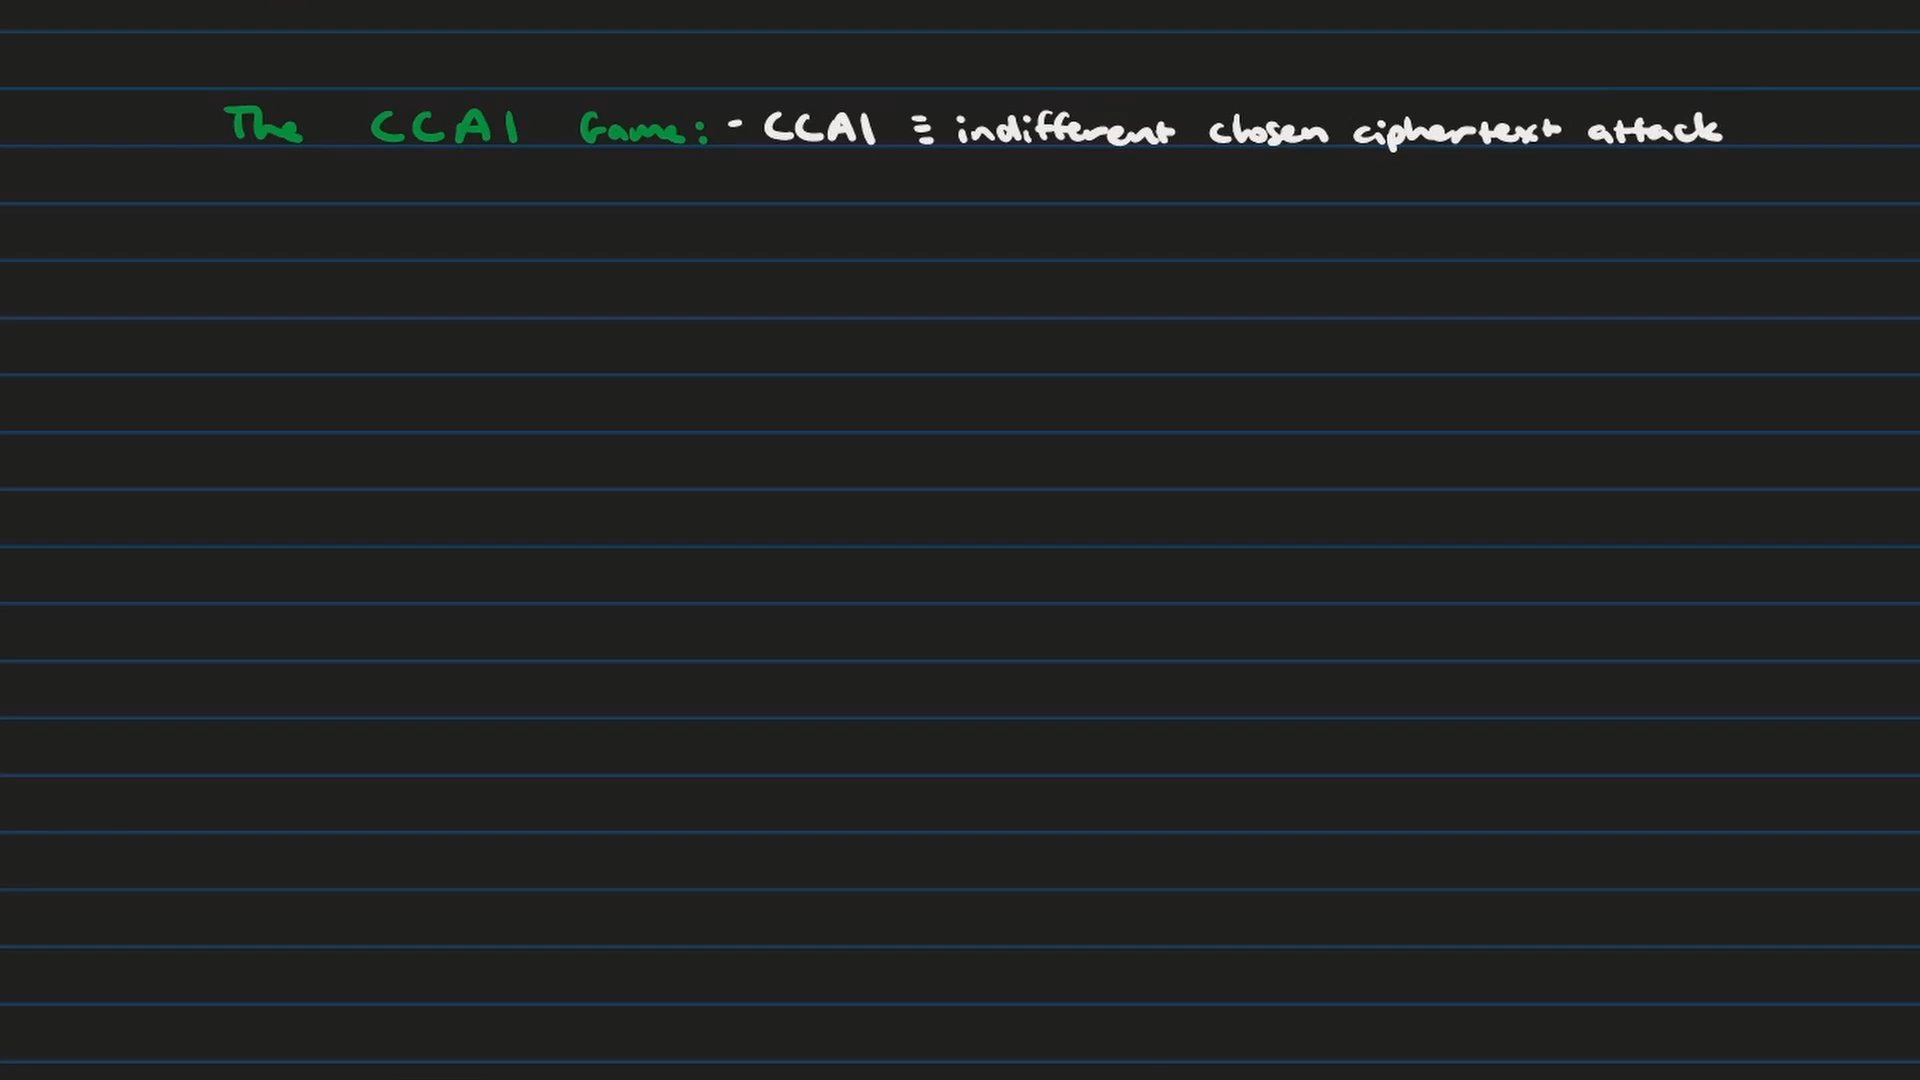 The CCA1 Game: - CCA1 ≡ indifferent chosen ciphertext attack